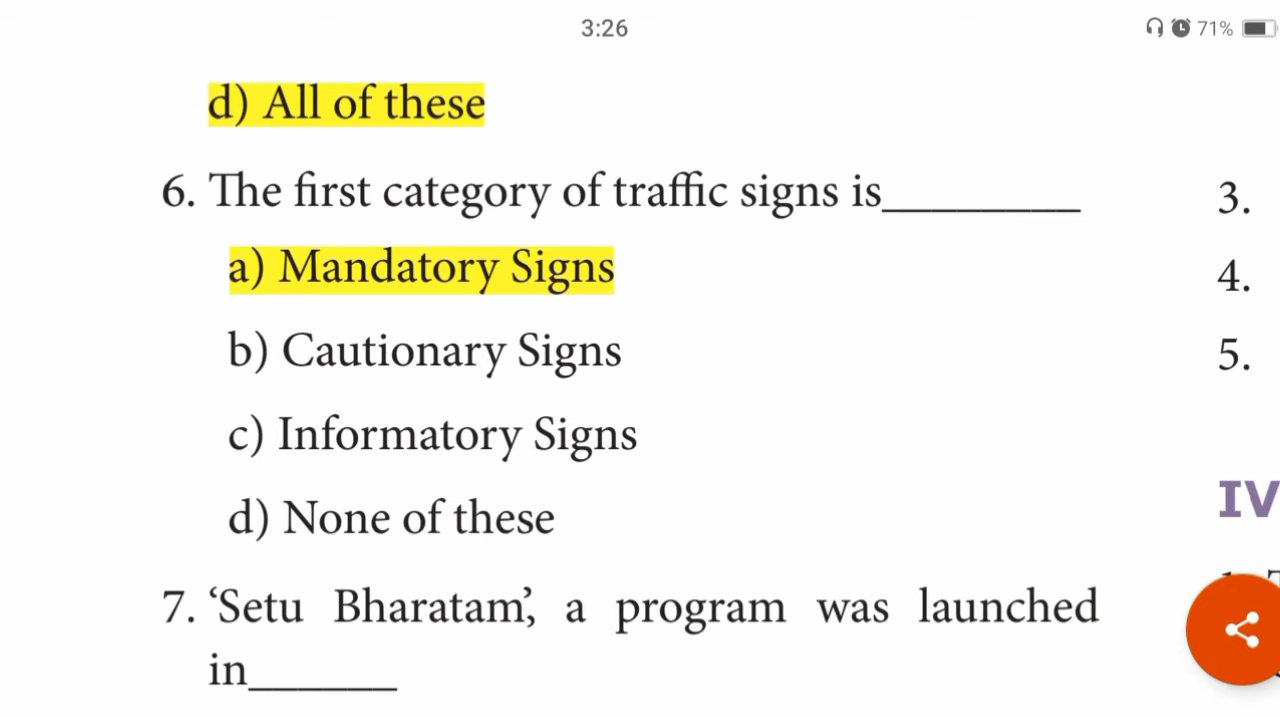 3:26
71%
d) All of these
6. The first category of traffic signs is________
a) Mandatory Signs
b) Cautionary Signs
c) Informatory Signs
d) None of these
7. ‘Setu Bharatam’, a program was launched
in______
3.
4.
5.
IV